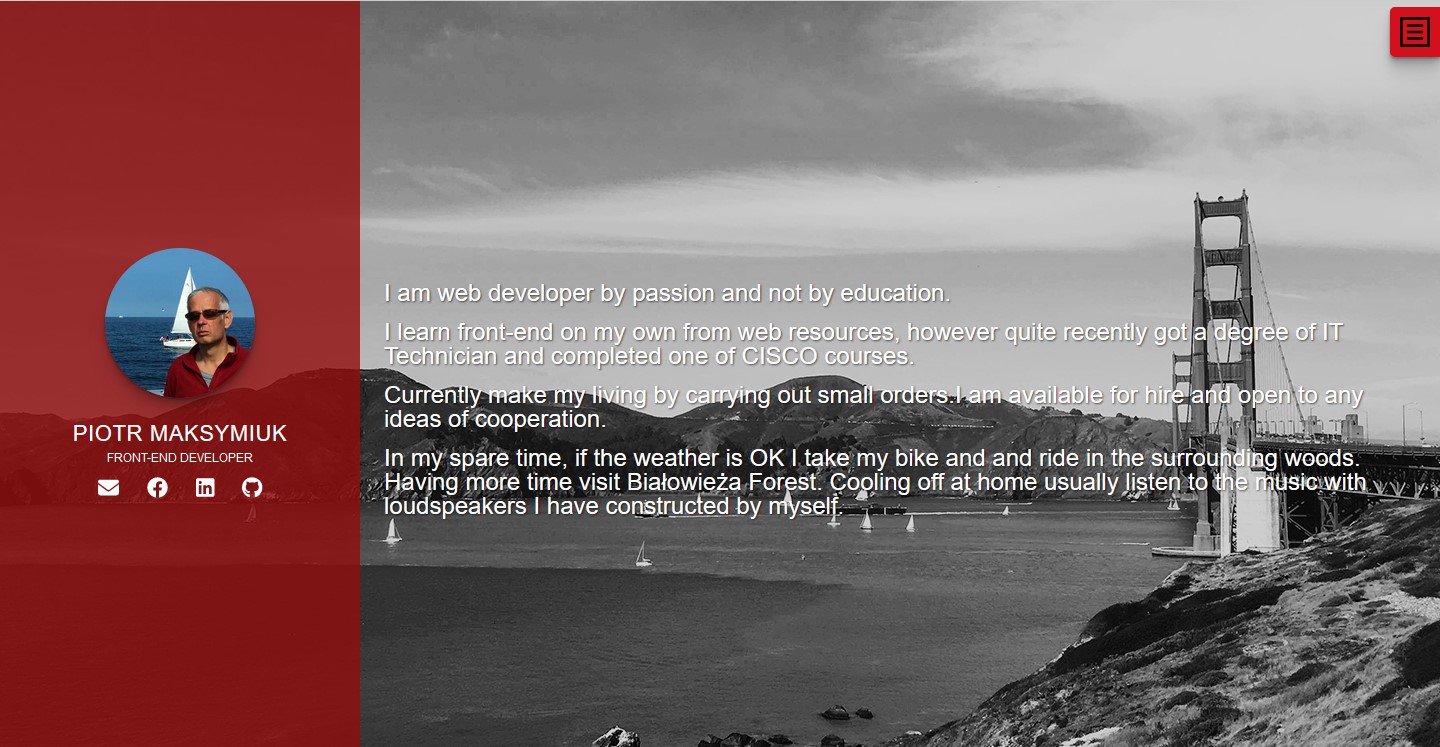 PIOTR MAKSYMIUK
FRONT-END DEVELOPER
I am web developer by passion and not by education.
I learn front-end on my own from web resources, however quite recently got a degree of IT
Technician and completed one of CISCO courses.
Currently make my living by carrying out small orders.I am available for hire and open to any
ideas of cooperation.
In my spare time, if the weather is OK I take my bike and and ride in the surrounding woods.
Having more time visit Białowieża Forest. Cooling off at home usually listen to the music with
loudspeakers I have constructed by myself.